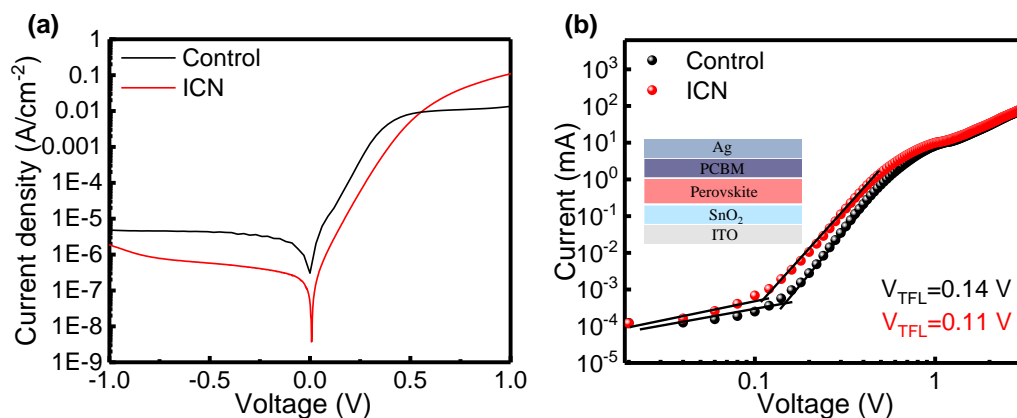 (a)
Control
ICN
1
0.1
0.01
0.001
1E-4
1E-5
1E-6
1E-7
1E-8
1E-9
Current density (A/cm⁻²)
-1.0
-0.5
0.0
0.5
1.0
Voltage (V)
(b)
Control
ICN
10³
10²
10¹
10⁰
10⁻¹
10⁻²
10⁻³
10⁻⁴
10⁻⁵
Current (mA)
Ag
PCBM
Perovskite
SnO₂
ITO
V_TFL=0.14 V
V_TFL=0.11 V
0.1
1
Voltage (V)